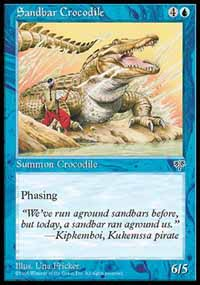 Sandbar Crocodile 4
Summon Crocodile
Phasing
"We've run aground sandbars before,
but today, a sandbar ran aground us."
—Kipkemboi, Kukemssa pirate
Illus. Una Fricker
6/5